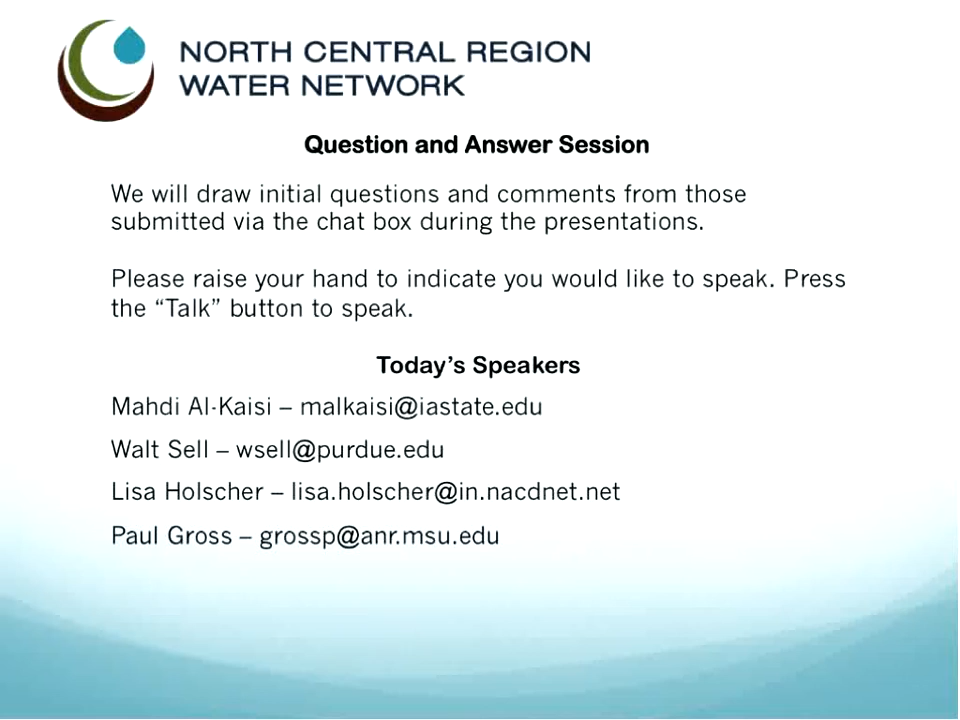 NORTH CENTRAL REGION
WATER NETWORK
Question and Answer Session
We will draw initial questions and comments from those
submitted via the chat box during the presentations.
Please raise your hand to indicate you would like to speak. Press
the “Talk” button to speak.
Today’s Speakers
Mahdi Al-Kaisi – malkaisi@iastate.edu
Walt Sell – wsell@purdue.edu
Lisa Holscher – lisa.holscher@in.nacdnet.net
Paul Gross – grossp@anr.msu.edu